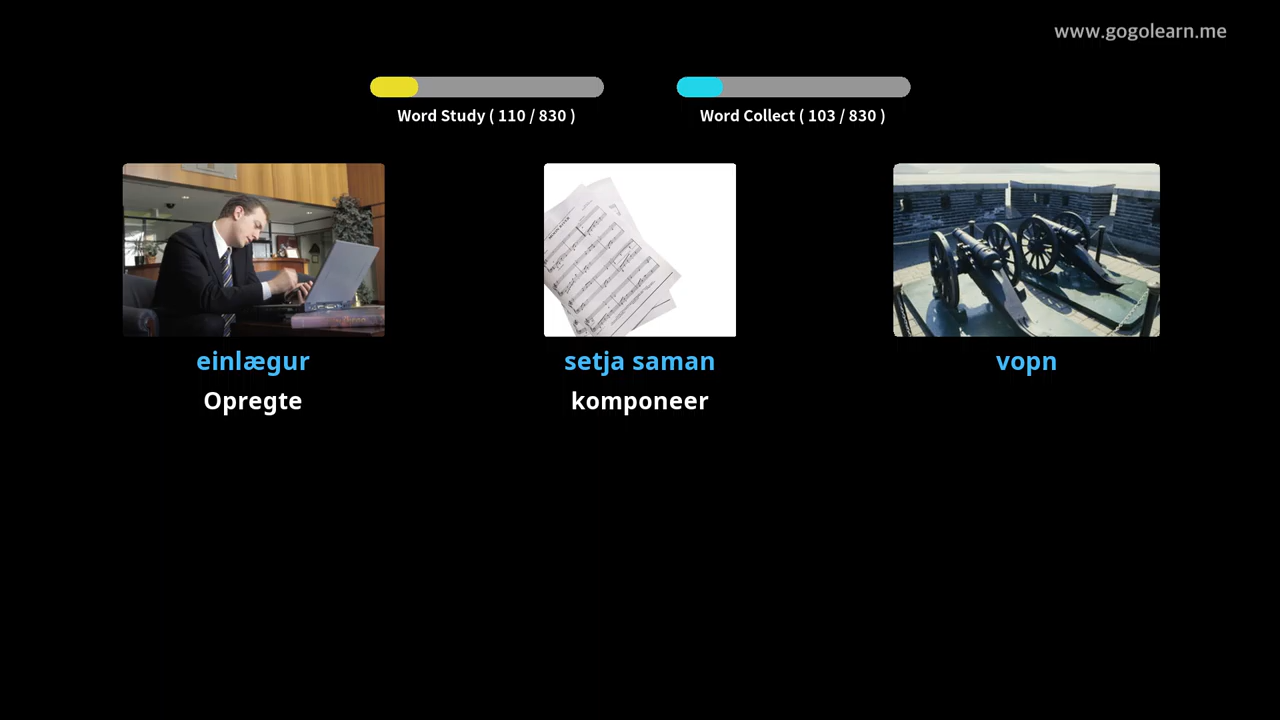 www.gogolearn.me
Word Study ( 110 / 830 )
Word Collect ( 103 / 830 )
einlægur
setja saman
vopn
Opregte
komponeer